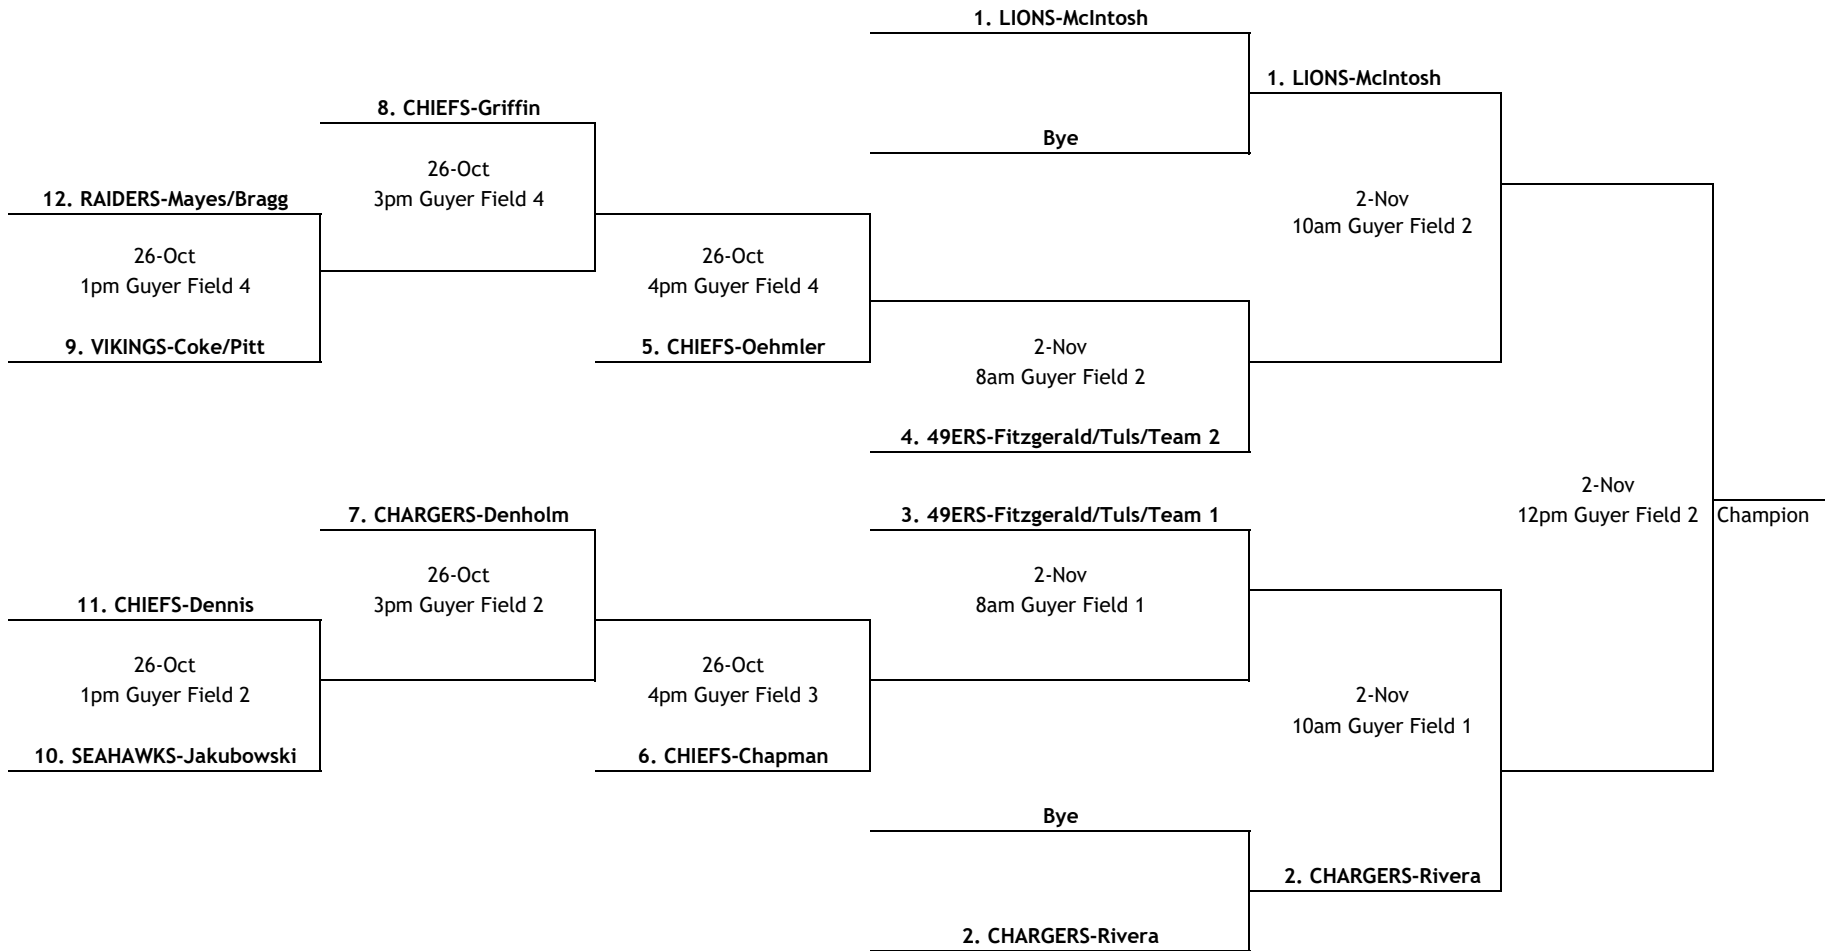 1. LIONS-McIntosh
1. LIONS-McIntosh
8. CHIEFS-Griffin
Bye
26-Oct
3pm Guyer Field 4
12. RAIDERS-Mayes/Bragg
2-Nov
10am Guyer Field 2
26-Oct
1pm Guyer Field 4
26-Oct
4pm Guyer Field 4
9. VIKINGS-Coke/Pitt
5. CHIEFS-Oehmler
2-Nov
8am Guyer Field 2
4. 49ERS-Fitzgerald/Tuls/Team 2
2-Nov
12pm Guyer Field 2
Champion
7. CHARGERS-Denholm
3. 49ERS-Fitzgerald/Tuls/Team 1
26-Oct
3pm Guyer Field 2
2-Nov
8am Guyer Field 1
11. CHIEFS-Dennis
26-Oct
1pm Guyer Field 2
26-Oct
4pm Guyer Field 3
2-Nov
10am Guyer Field 1
10. SEAHAWKS-Jakubowski
6. CHIEFS-Chapman
Bye
2. CHARGERS-Rivera
2. CHARGERS-Rivera